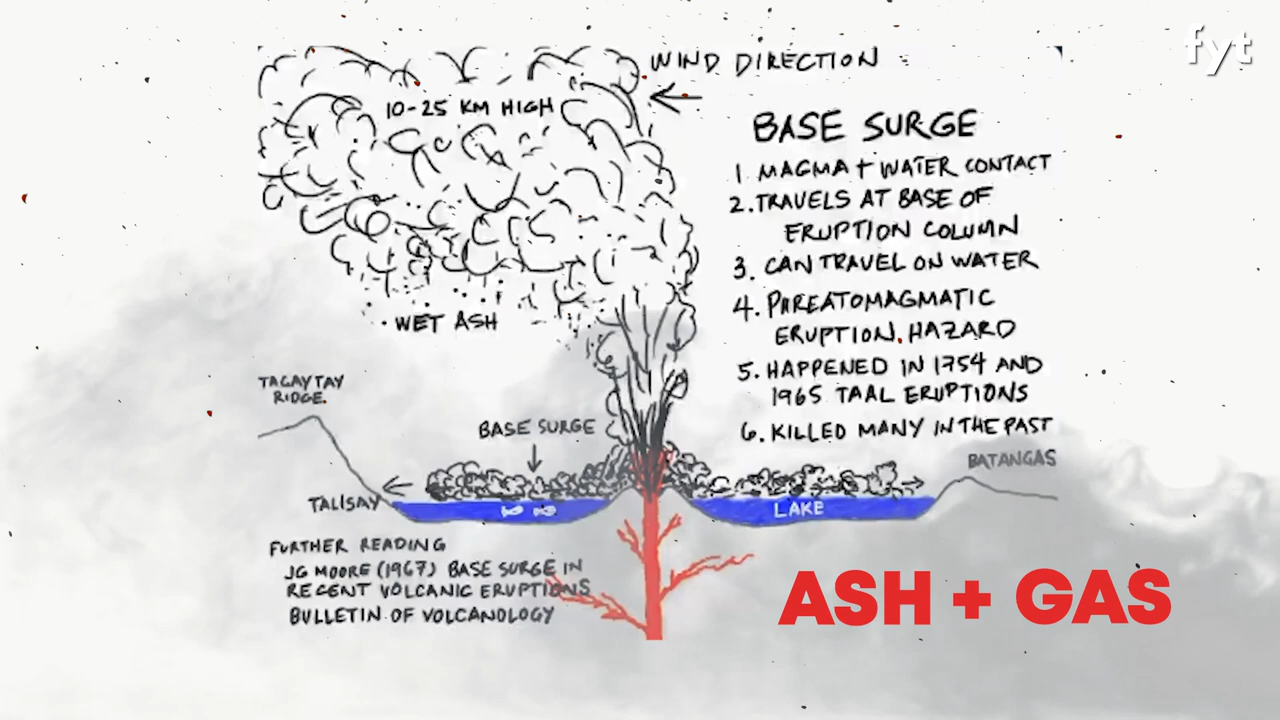 fyt
WIND DIRECTION
10-25 KM HIGH
BASE SURGE
1 MAGMA + WATER CONTACT
2. TRAVELS AT BASE OF
ERUPTION COLUMN
3. CAN TRAVEL ON WATER
4. PHREATOMAGMATIC
ERUPTION HAZARD
5. HAPPENED IN 1754 AND
1965 TAAL ERUPTIONS
6. KILLED MANY IN THE PAST
WET ASH
TAGAYTAY
RIDGE
BASE SURGE
BATANGAS
TALISAY
LAKE
FURTHER READING
JG MOORE (1967) BASE SURGE IN
RECENT VOLCANIC ERUPTIONS
BULLETIN OF VOLCANOLOGY
ASH + GAS